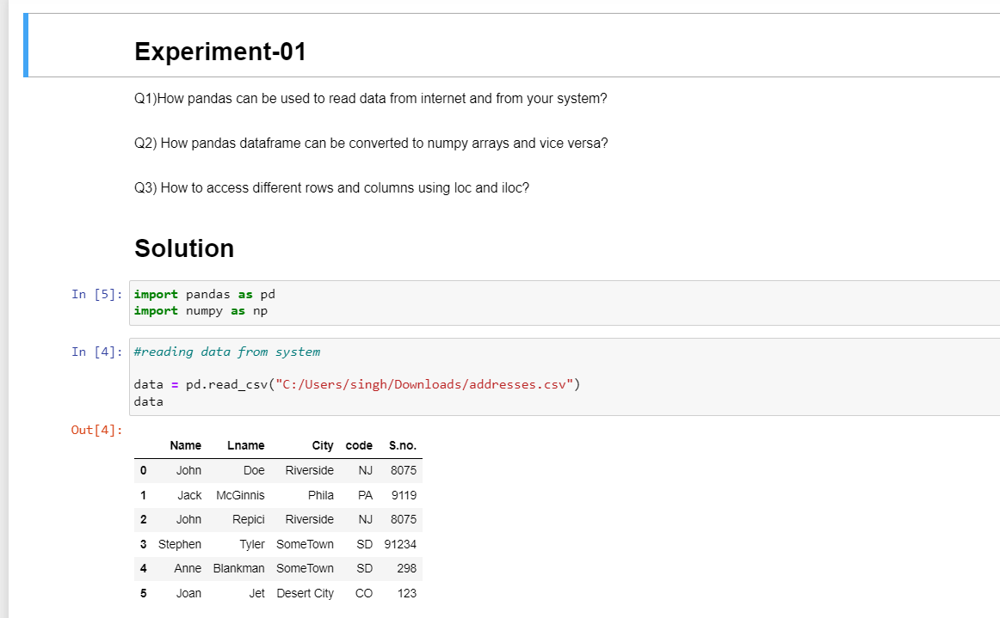 Experiment-01
Q1)How pandas can be used to read data from internet and from your system?
Q2) How pandas dataframe can be converted to numpy arrays and vice versa?
Q3) How to access different rows and columns using loc and iloc?
Solution
In [5]: import pandas as pd
import numpy as np
In [4]: #reading data from system
data = pd.read_csv("C:/Users/singh/Downloads/addresses.csv")
data
Out[4]:
Name Lname City code S.no.
0 John Doe Riverside NJ 8075
1 Jack McGinnis Phila PA 9119
2 John Repici Riverside NJ 8075
3 Stephen Tyler SomeTown SD 91234
4 Anne Blankman SomeTown SD 298
5 Joan Jet Desert City CO 123